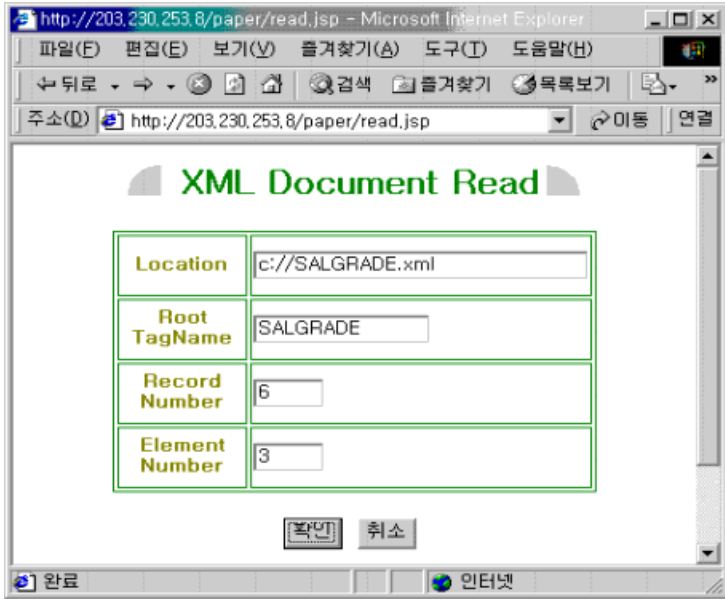 http://203,230,253,8/paper/read,jsp - Microsoft Internet Explorer
파일(F) 편집(E) 보기(V) 즐겨찾기(A) 도구(T) 도움말(H)
뒤로 검색 즐겨찾기 목록보기 »
주소(D) http://203,230,253,8/paper/read,jsp 이동 연결
XML Document Read
Location c://SALGRADE.xml
Root
TagName
SALGRADE
Record
Number
6
Element
Number
3
확인 취소
완료 인터넷